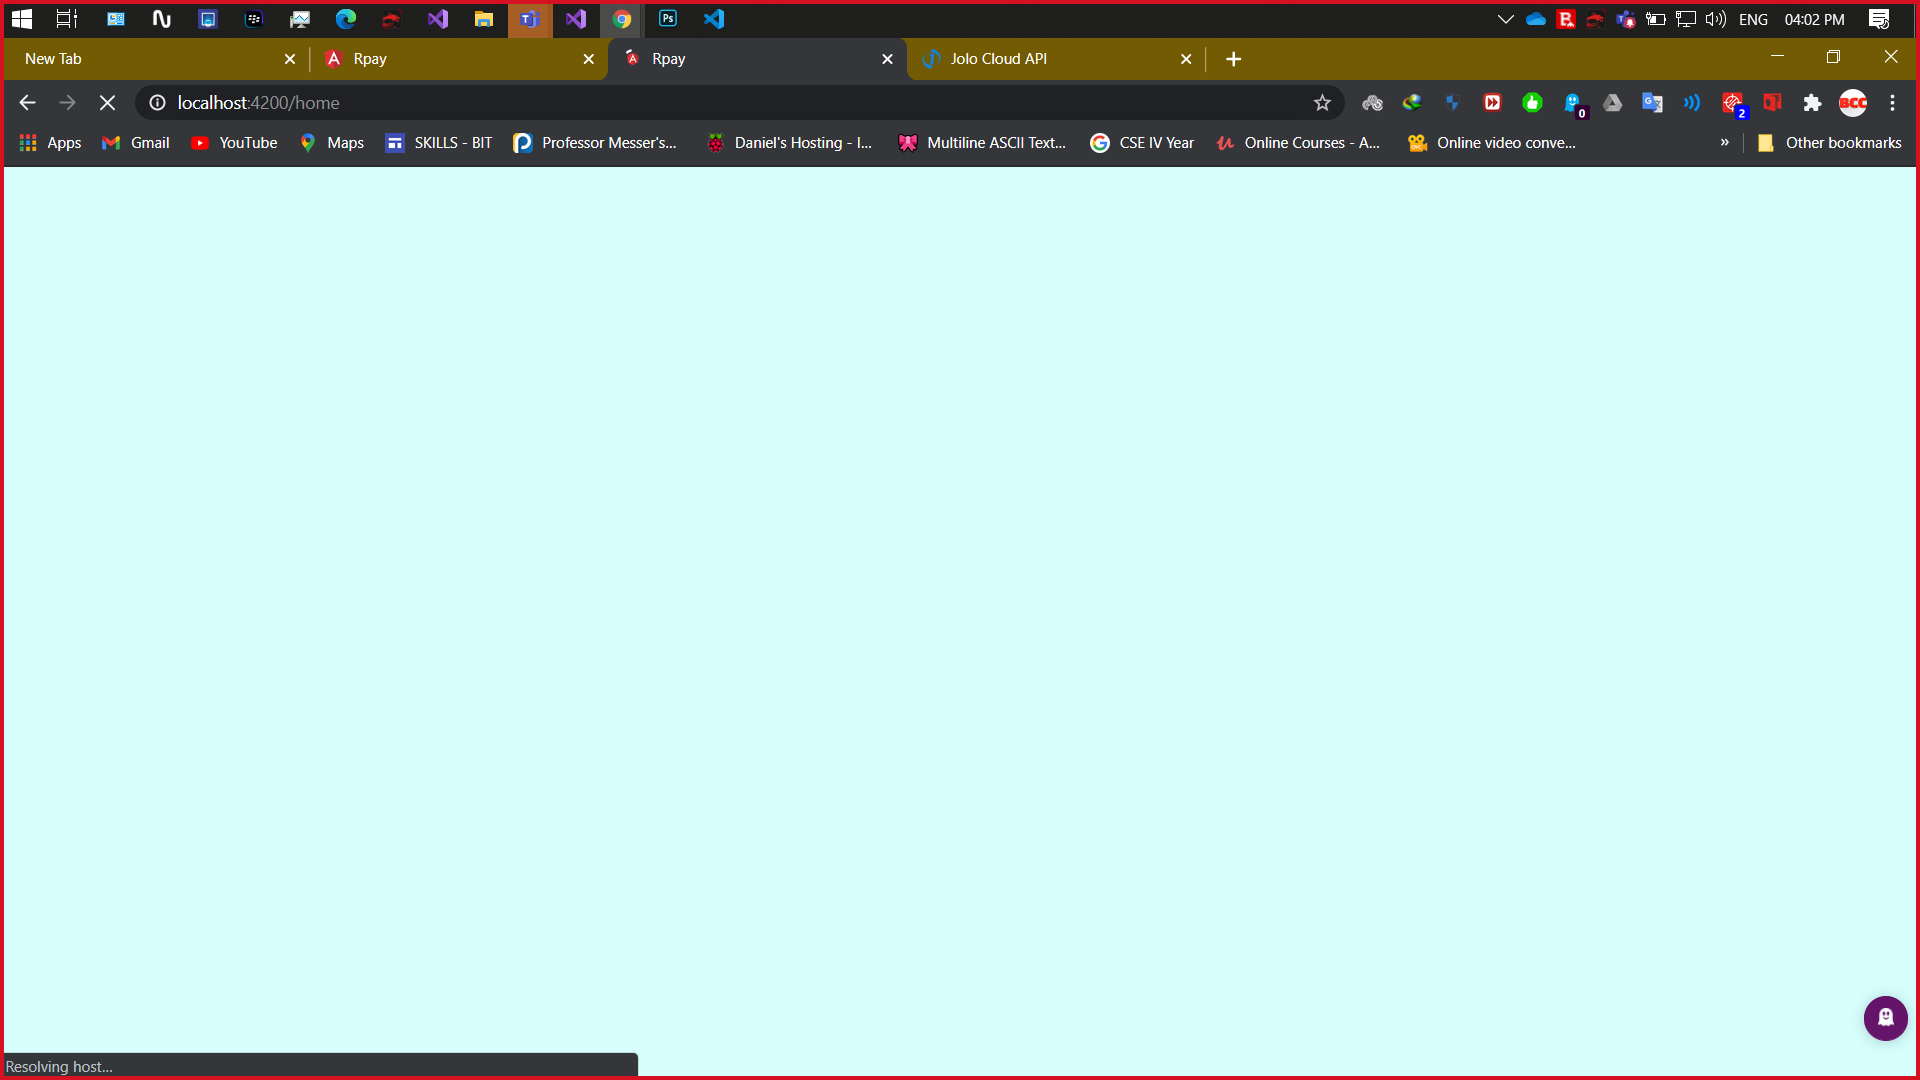 Ps
ENG
04:02 PM
New Tab
Rpay
Rpay
Jolo Cloud API
localhost:4200/home
0
2
BCC
Apps
Gmail
YouTube
Maps
SKILLS - BIT
Professor Messer's...
Daniel's Hosting - I...
Multiline ASCII Text...
CSE IV Year
Online Courses - A...
Online video conve...
»
Other bookmarks
Resolving host...